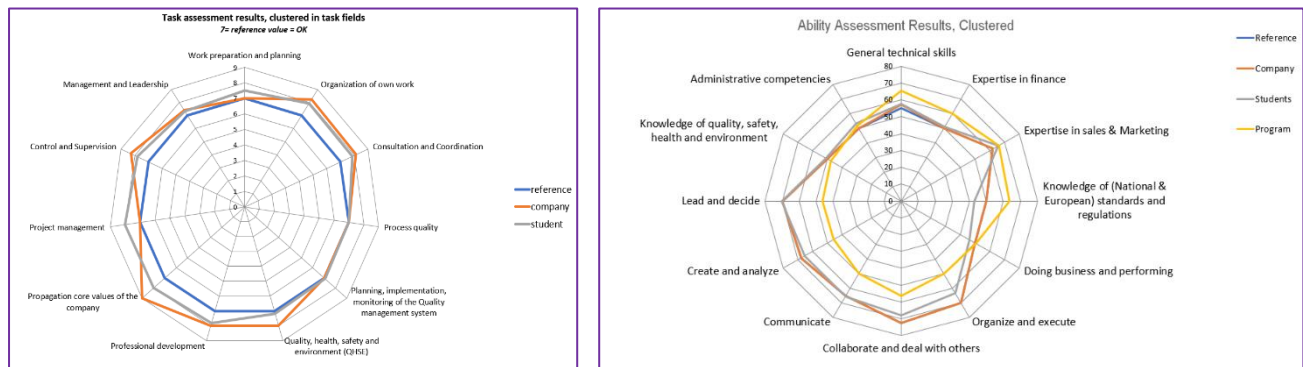 Task assessment results, clustered in task fields
7= reference value = OK
Work preparation and planning
9
8
7
6
5
4
3
2
1
0
Organization of own work
Consultation and Coordination
Process quality
Planning, implementation,
monitoring of the Quality
management system
Quality, health, safety and
environment (QHSE)
Professional development
Propagation core values of the
company
Project management
Control and Supervision
Management and Leadership
reference
company
student
Ability Assessment Results, Clustered
General technical skills
80
70
60
50
40
30
20
10
0
Expertise in finance
Expertise in sales & Marketing
Knowledge of (National &
European) standards and
regulations
Doing business and performing
Organize and execute
Collaborate and deal with others
Communicate
Create and analyze
Lead and decide
Knowledge of quality, safety,
health and environment
Administrative competencies
Reference
Company
Students
Program